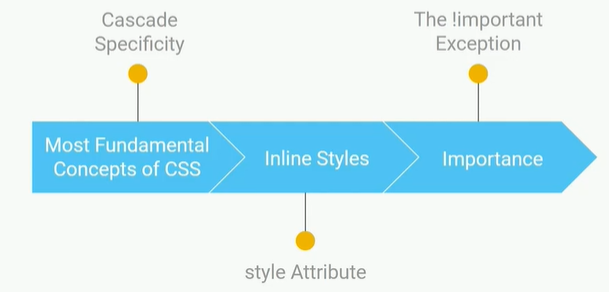 Cascade
Specificity
The !important
Exception
Most Fundamental
Concepts of CSS
Inline Styles
Importance
style Attribute